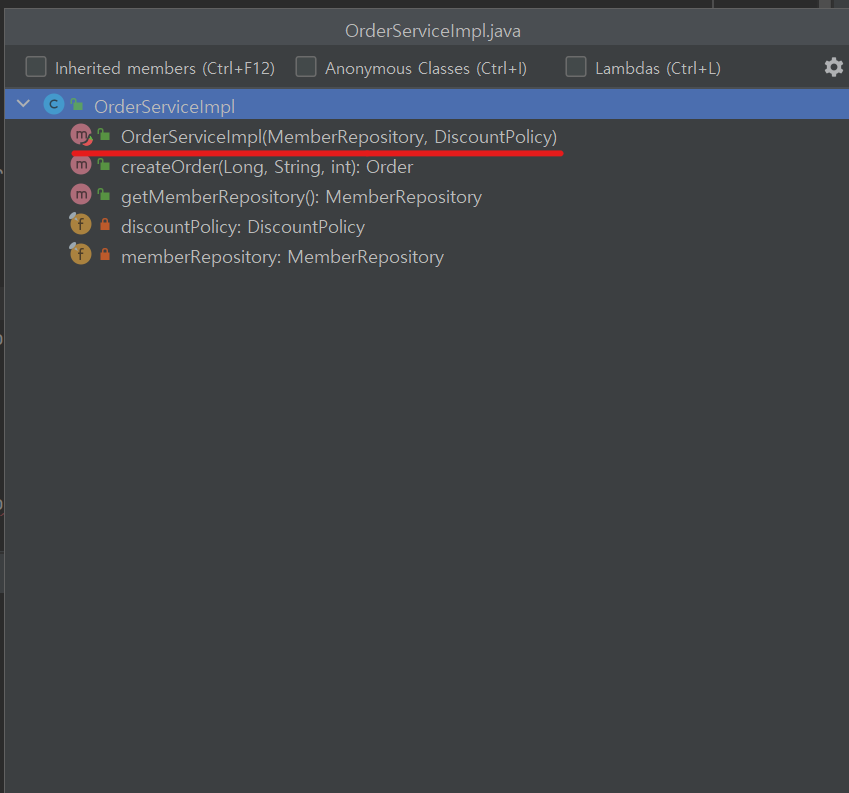 OrderServiceImpl.java
Inherited members (Ctrl+F12) Anonymous Classes (Ctrl+I) Lambdas (Ctrl+L)
C OrderServiceImpl
m OrderServiceImpl(MemberRepository, DiscountPolicy)
m createOrder(Long, String, int): Order
m getMemberRepository(): MemberRepository
f discountPolicy: DiscountPolicy
f memberRepository: MemberRepository